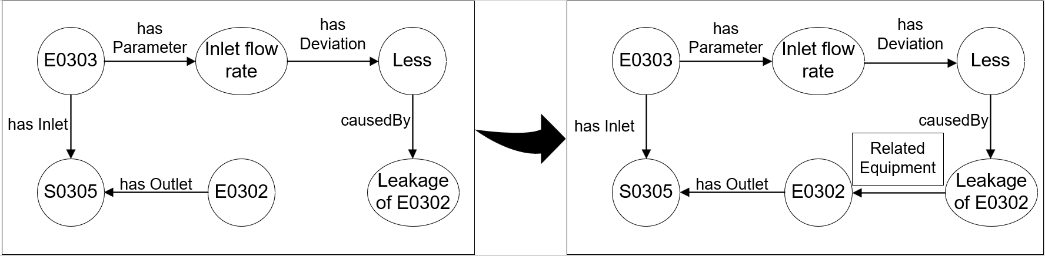 has
Parameter
has
Deviation
E0303
Inlet flow
rate
Less
has Inlet
causedBy
S0305
has Outlet
E0302
Leakage
of E0302
has
Parameter
has
Deviation
E0303
Inlet flow
rate
Less
has Inlet
causedBy
Related
Equipment
S0305
has Outlet
E0302
Leakage
of E0302